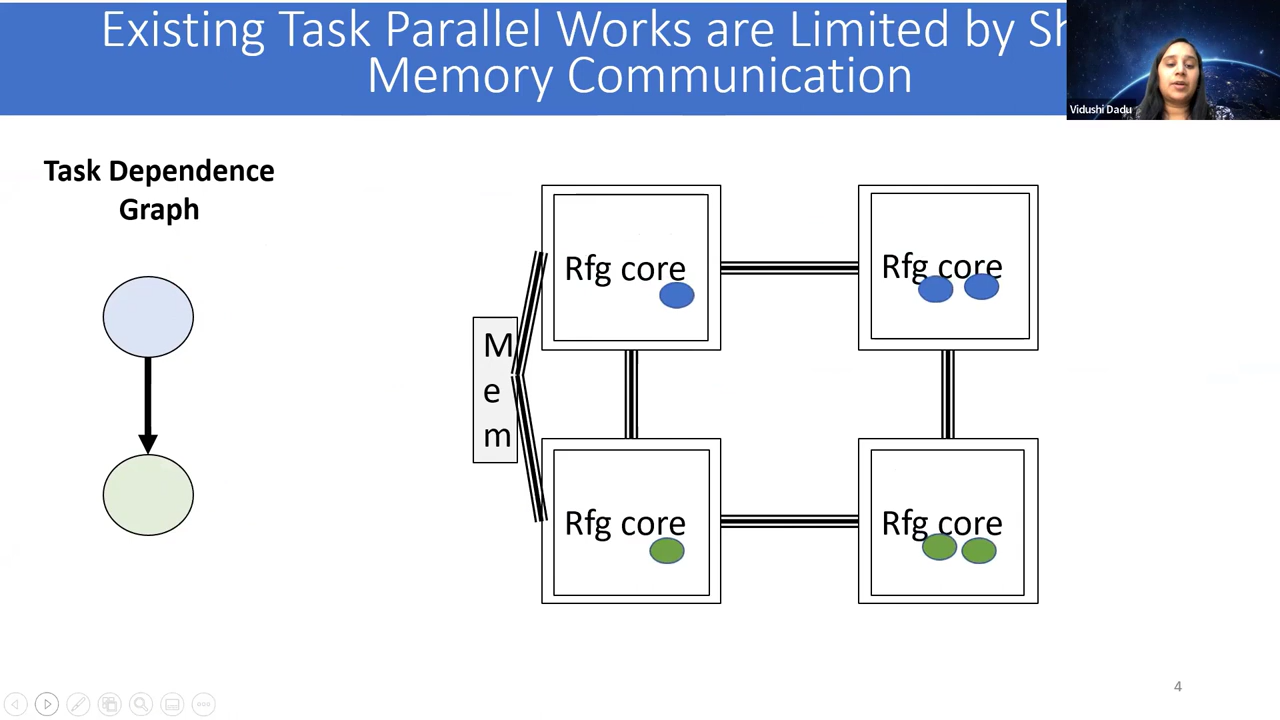 Existing Task Parallel Works are Limited by Sh
Memory Communication
Vidushi Dadu
Task Dependence
Graph
Rfg core
Rfg core
Mem
Rfg core
Rfg core
4